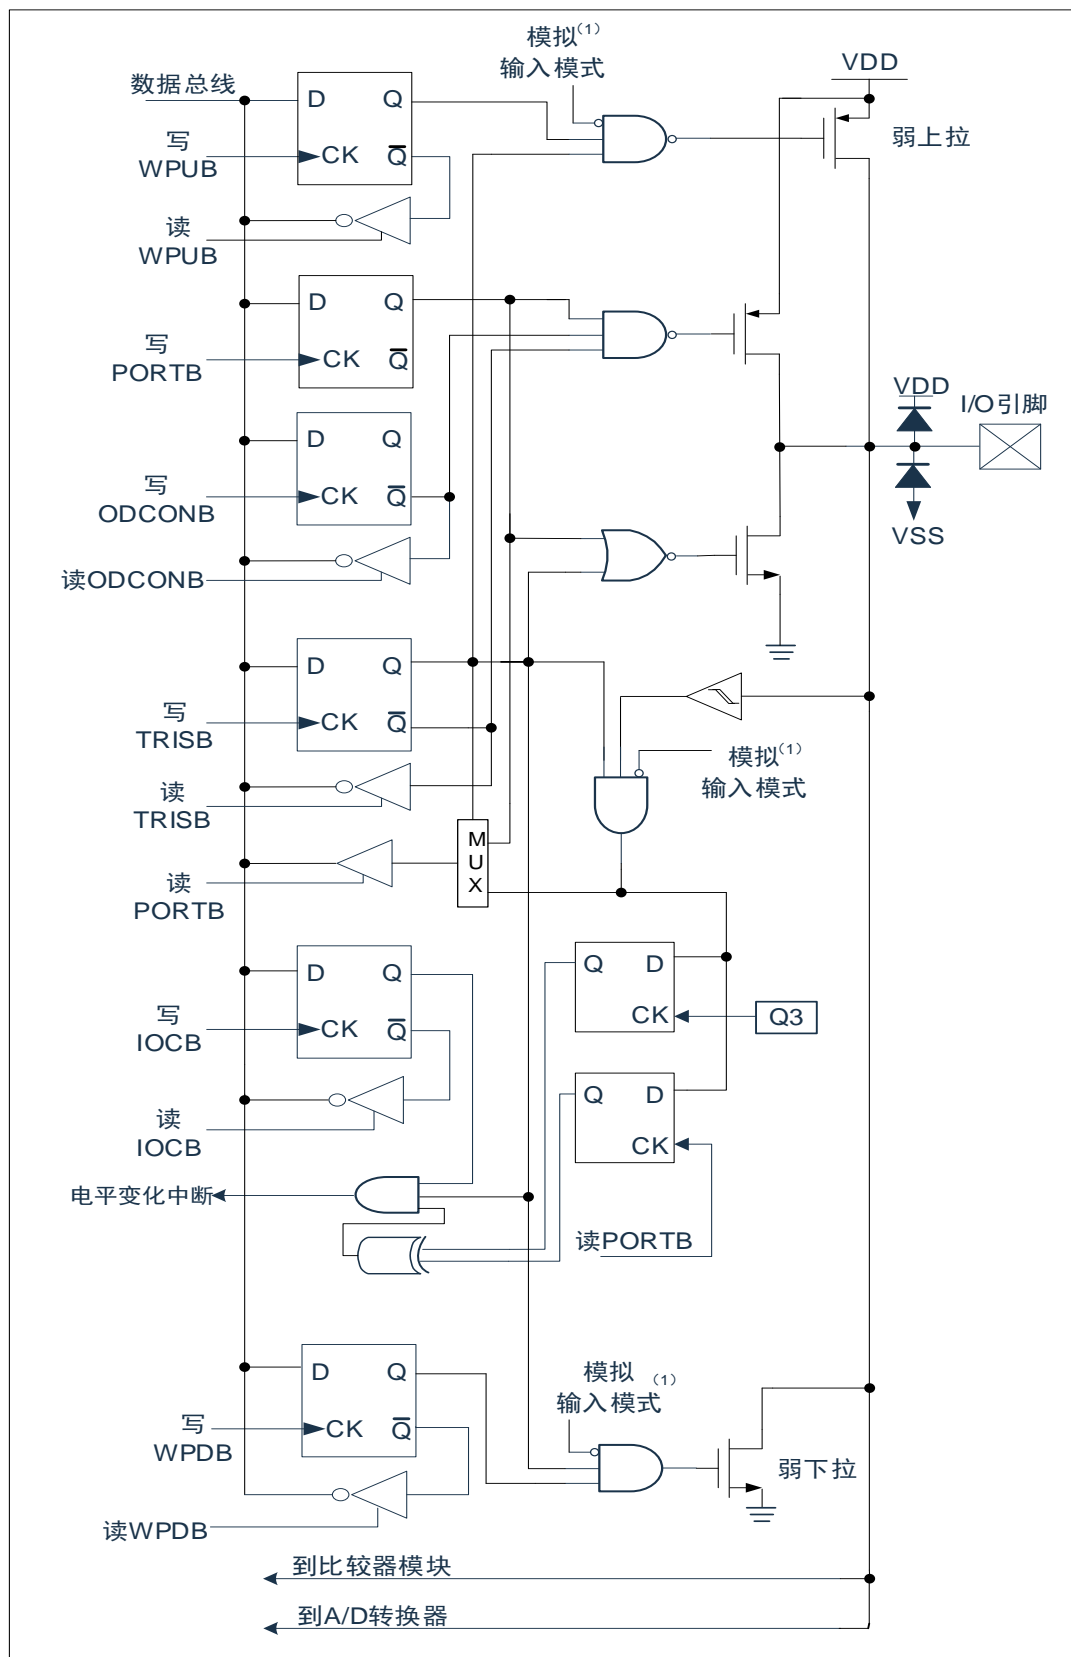 模拟(1)
输入模式
VDD
数据总线
D Q
写
WPUB
CK Q
弱上拉
读
WPUB
D Q
写
PORTB
CK Q
VDD
I/O引脚
D Q
写
ODCONB
CK Q
VSS
读ODCONB
D Q
写
TRISB
CK Q
模拟(1)
输入模式
读
TRISB
M
U
X
读
PORTB
D Q
Q D
写
IOCB
CK Q
CK
Q3
Q D
读
IOCB
CK
电平变化中断
读PORTB
D Q
模拟
输入模式(1)
写
WPDB
CK Q
弱下拉
读WPDB
到比较器模块
到A/D转换器